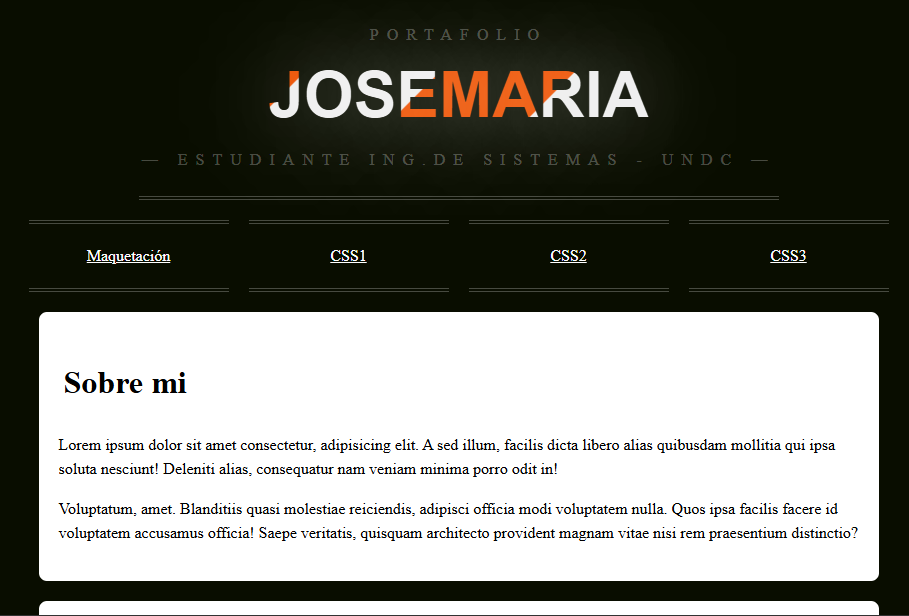 PORTAFOLIO
JOSEMARIA
— ESTUDIANTE ING.DE SISTEMAS - UNDC —
Maquetación CSS1 CSS2 CSS3
Sobre mi
Lorem ipsum dolor sit amet consectetur, adipisicing elit. A sed illum, facilis dicta libero alias quibusdam mollitia qui ipsa
soluta nesciunt! Deleniti alias, consequatur nam veniam minima porro odit in!
Voluptatum, amet. Blanditiis quasi molestiae reiciendis, adipisci officia modi voluptatem nulla. Quos ipsa facilis facere id
voluptatem accusamus officia! Saepe veritatis, quisquam architecto provident magnam vitae nisi rem praesentium distinctio?